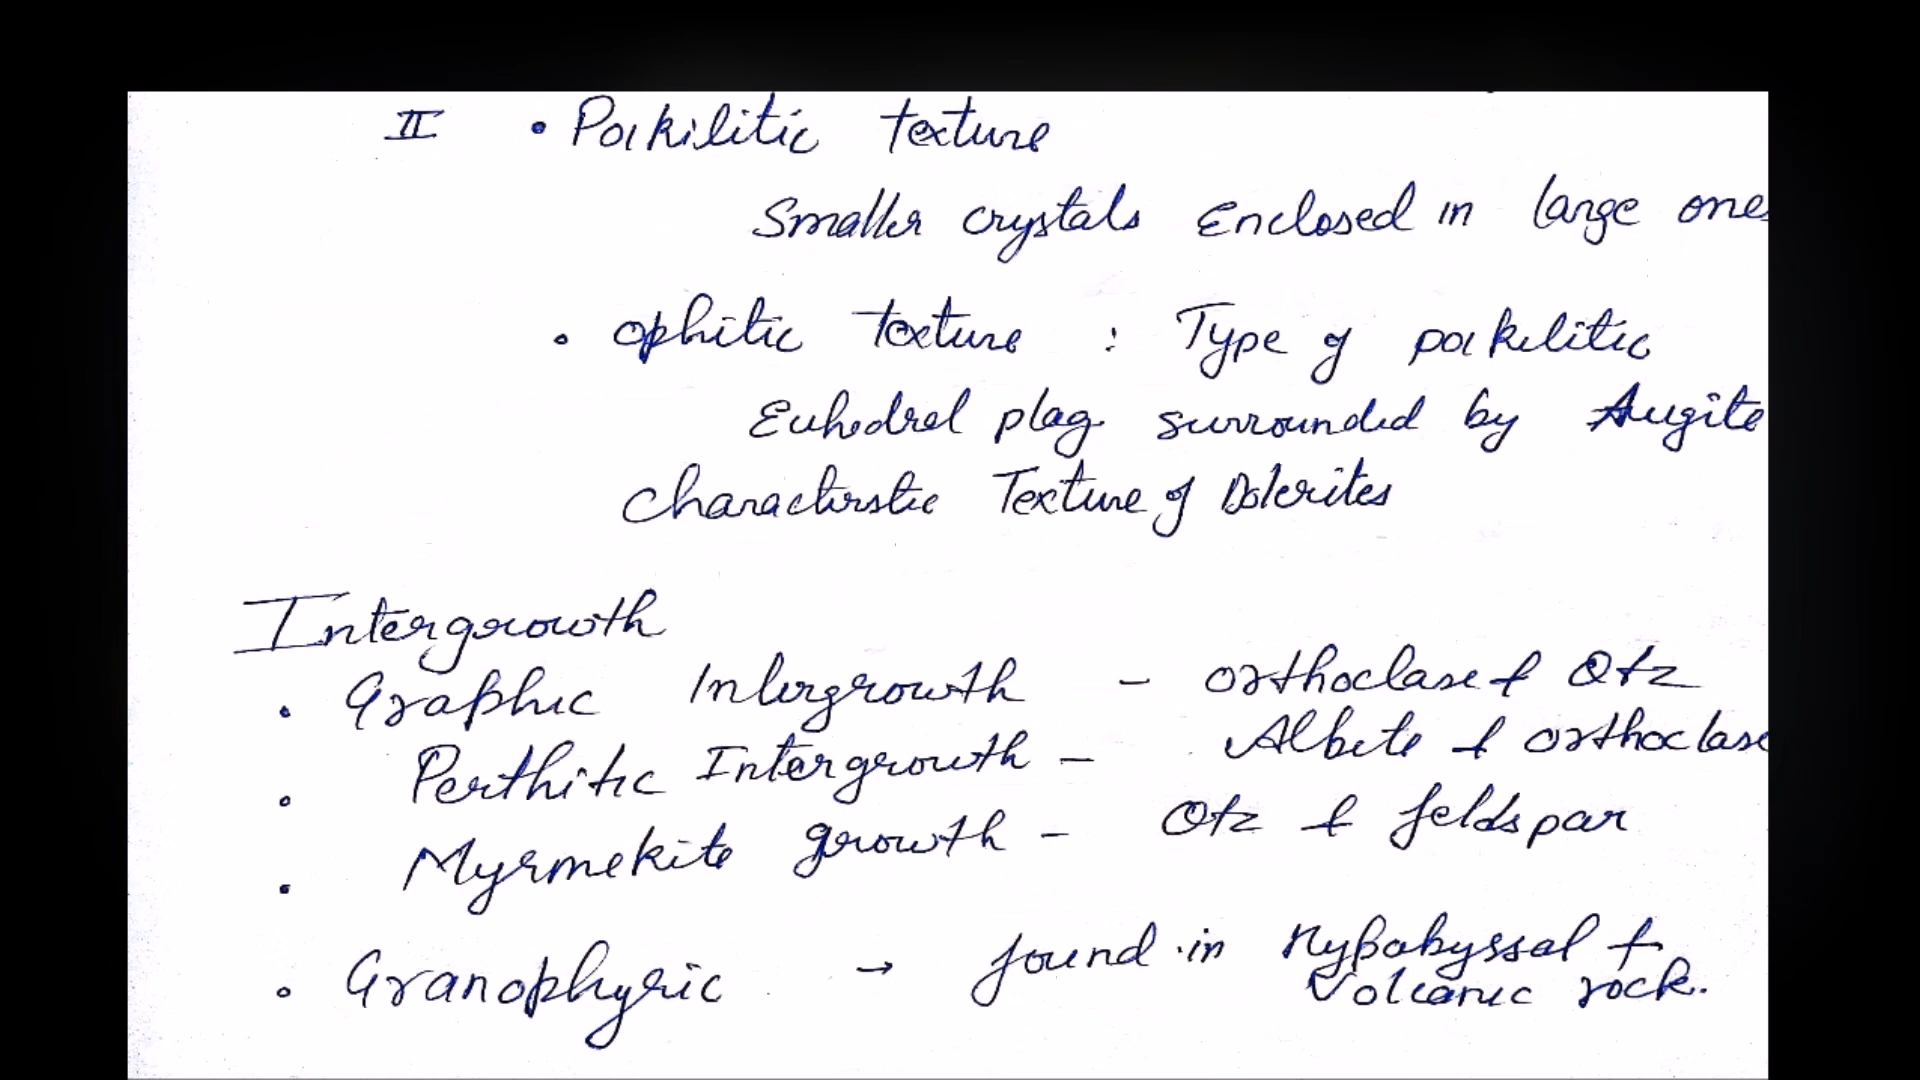 II • Poikilitic Texture
Smaller crystals Enclosed in large ones
• ophitic Texture : Type of poikilitic
Euhedral plag. surrounded by Augite
Characterstic Texture of Dolerites
Intergrowth
• Graphic Intergrowth - orthoclase & Qtz
• Perthitic Intergrowth - Albite & orthoclase
• Myrmekite growth - Qtz & feldspar
• Granophyric → found in Hypabyssal +
Volcanic rock.